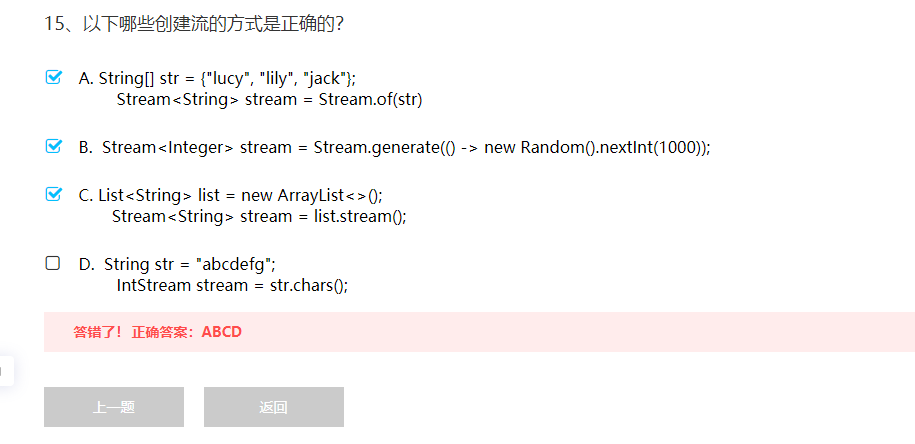 15、以下哪些创建流的方式是正确的?
A. String[] str = {"lucy", "lily", "jack"};
Stream<String> stream = Stream.of(str)
B. Stream<Integer> stream = Stream.generate(() -> new Random().nextInt(1000));
C. List<String> list = new ArrayList<>();
Stream<String> stream = list.stream();
D. String str = "abcdefg";
IntStream stream = str.chars();
答错了！正确答案：ABCD
上一题
返回